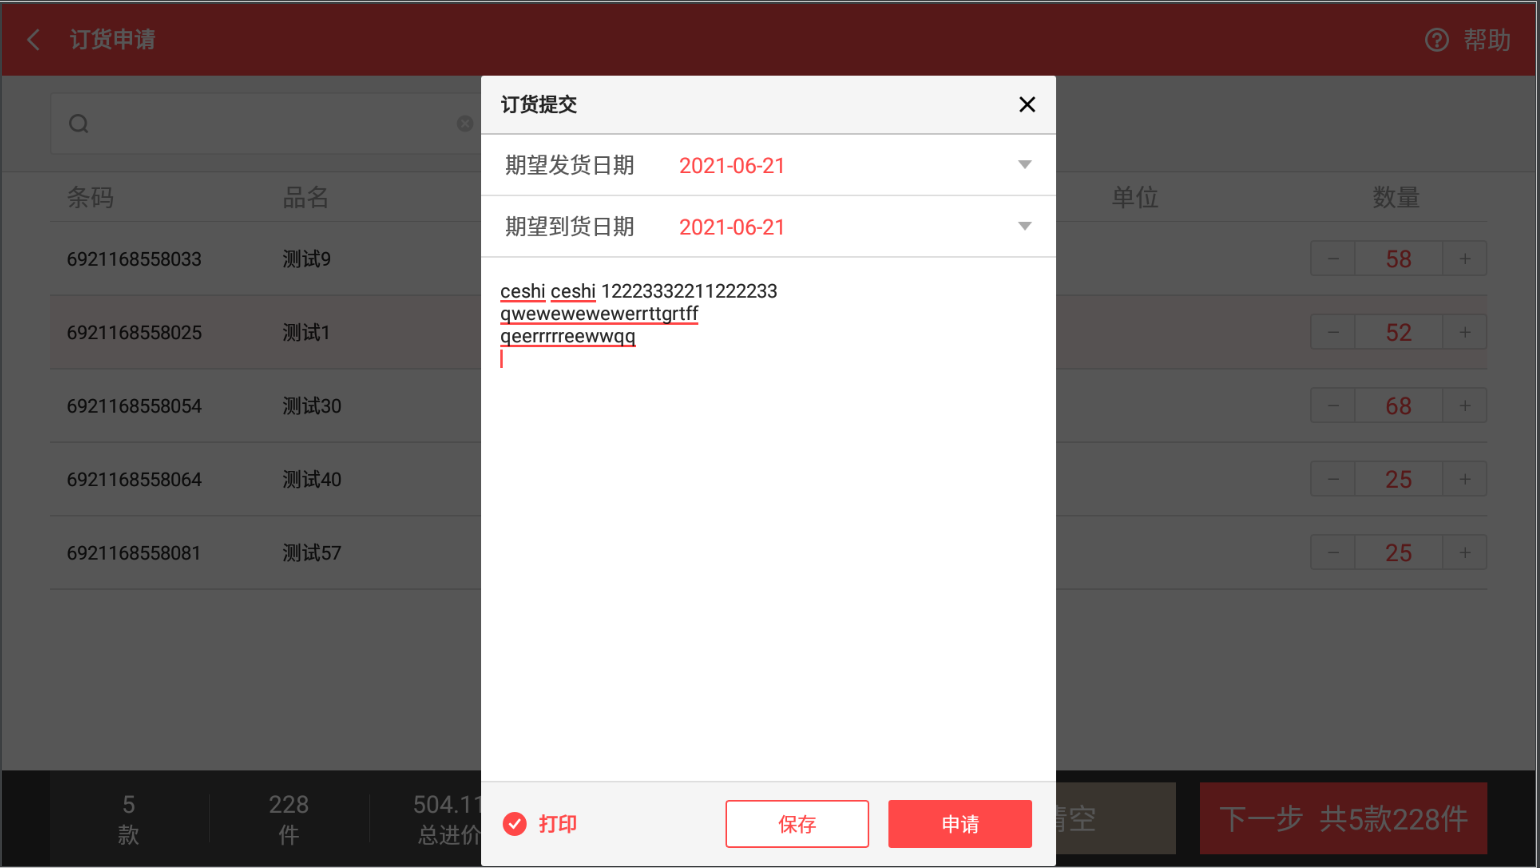 订货申请
帮助
订货提交
期望发货日期 2021-06-21
期望到货日期 2021-06-21
条码 品名 单位 数量
6921168558033 测试9 − 58 +
6921168558025 测试1 − 52 +
6921168558054 测试30 − 68 +
6921168558064 测试40 − 25 +
6921168558081 测试57 − 25 +
ceshi ceshi 12223332211222233
qwewewewewerrttgrtff
qeerrrrreewwqq
5
款
228
件
504.11
总进价
打印
保存
申请
清空
下一步 共5款228件